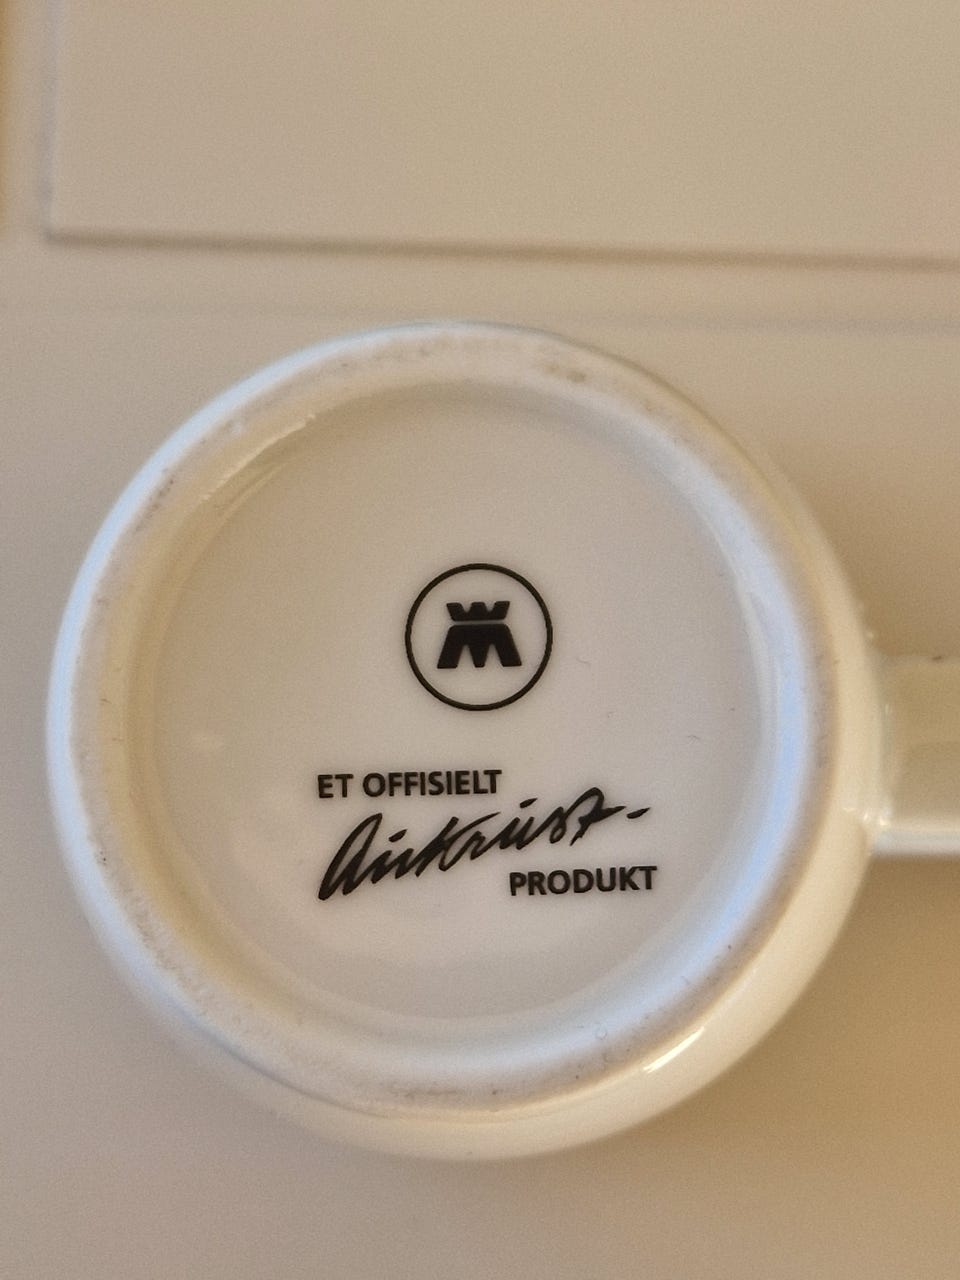 ET OFFISIELT
Aukrust.
PRODUKT